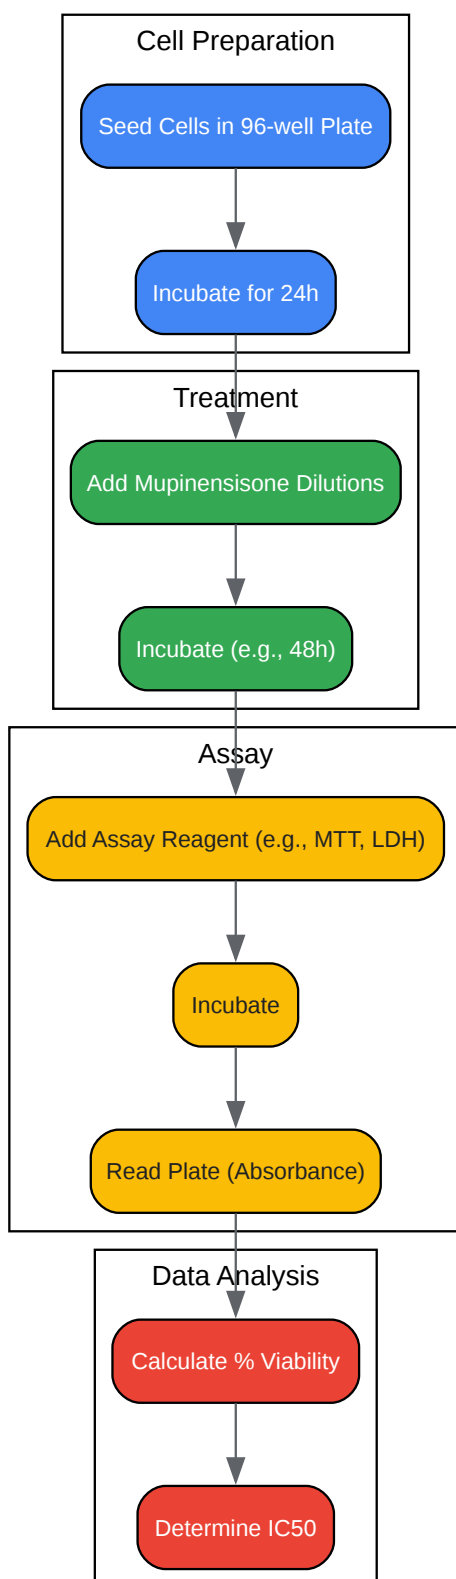 Cell Preparation
Seed Cells in 96-well Plate
Incubate for 24h
Treatment
Add Mupinensisone Dilutions
Incubate (e.g., 48h)
Assay
Add Assay Reagent (e.g., MTT, LDH)
Incubate
Read Plate (Absorbance)
Data Analysis
Calculate % Viability
Determine IC50